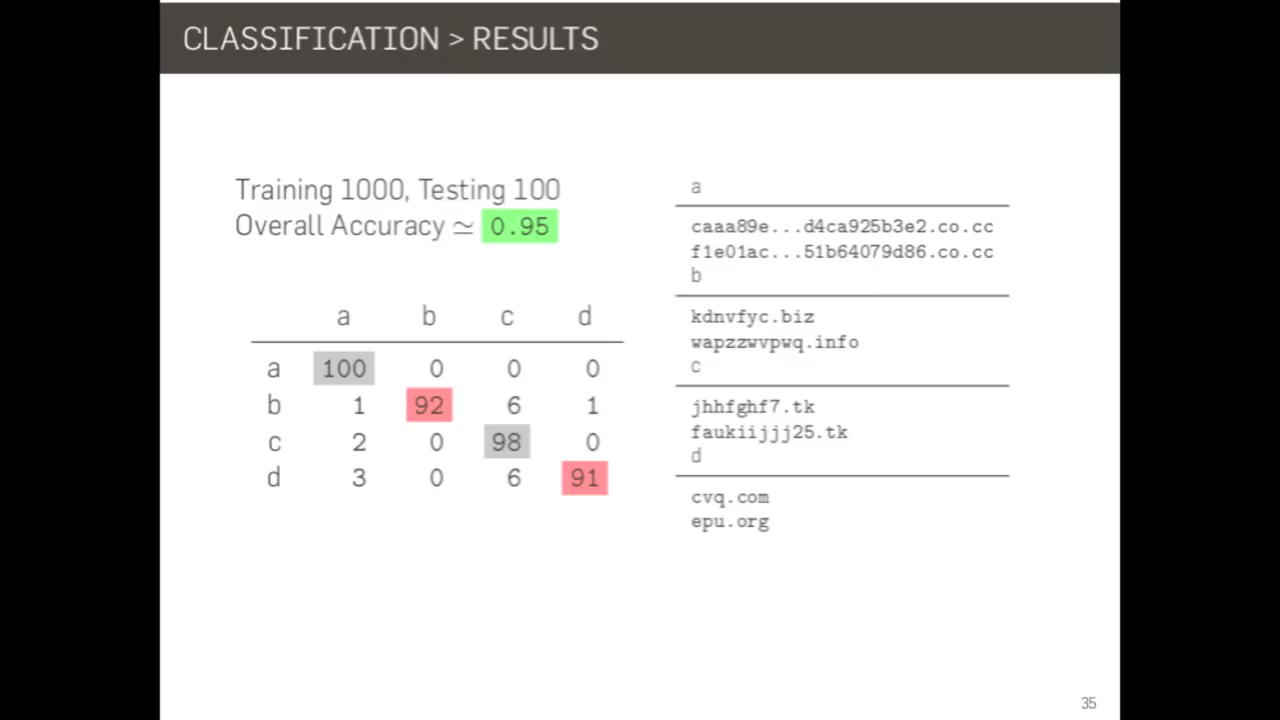 CLASSIFICATION > RESULTS
Training 1000, Testing 100
Overall Accuracy ≃ 0.95
a b c d
a 100 0 0 0
b 1 92 6 1
c 2 0 98 0
d 3 0 6 91
a
caaa89e...d4ca925b3e2.co.cc
f1e01ac...51b64079d86.co.cc
b
kdnvfyc.biz
wapzzwvpwq.info
c
jhhfghf7.tk
faukiijjj25.tk
d
cvq.com
epu.org
35